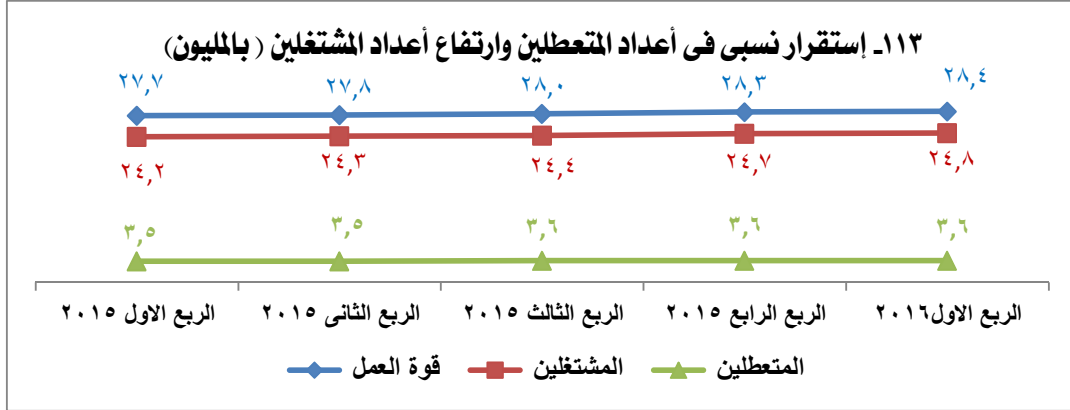 ١١٣ـ إستقرار نسبى فى أعداد المتعطلين وارتفاع أعداد المشتغلين ( بالمليون)
٢٧,٧ ٢٧,٨ ٢٨,٠ ٢٨,٣ ٢٨,٤
٢٤,٢ ٢٤,٣ ٢٤,٤ ٢٤,٧ ٢٤,٨
٣,٥ ٣,٥ ٣,٦ ٣,٦ ٣,٦
الربع الاول ٢٠١٥
الربع الثانى ٢٠١٥
الربع الثالث ٢٠١٥
الربع الرابع ٢٠١٥
الربع الاول٢٠١٦
قوة العمل
المشتغلين
المتعطلين